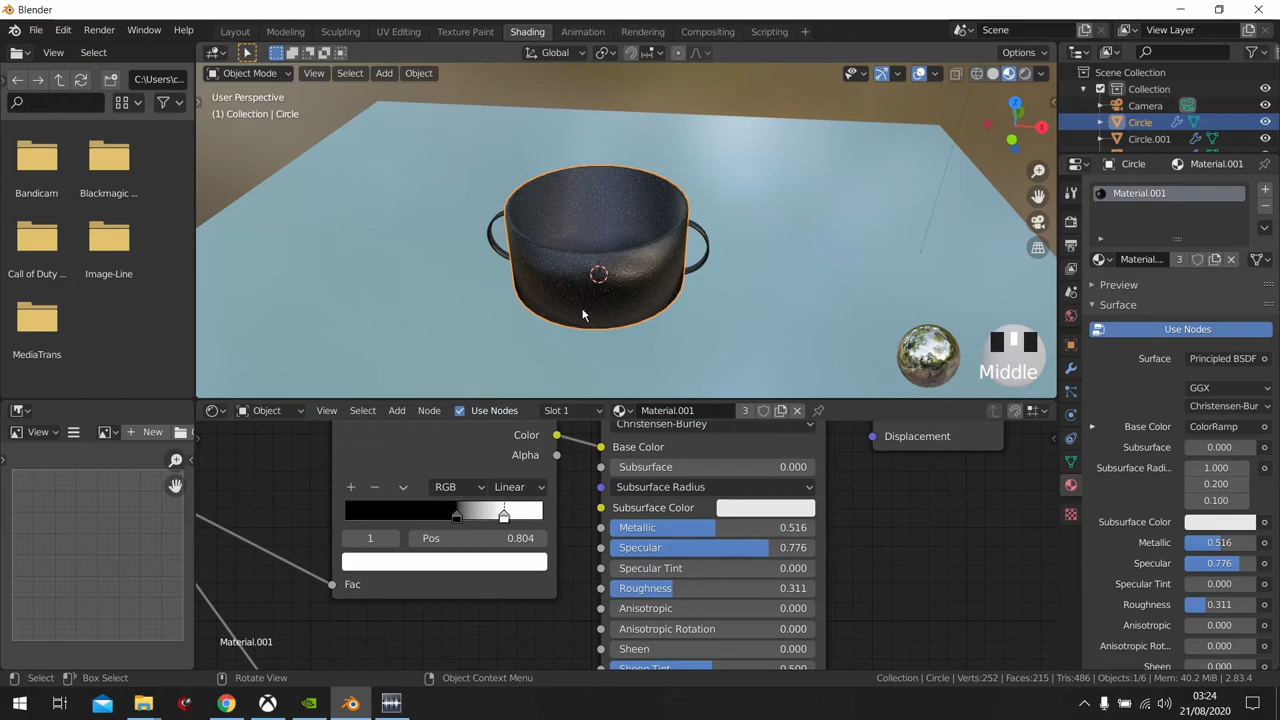 Blender
File Edit Render Window Help Layout Modeling Sculpting UV Editing Texture Paint Shading Animation Rendering Compositing Scripting Scene View Layer
View Select Global Options
C:\Users\c... Object Mode View Select Add Object Scene Collection
User Perspective
(1) Collection | Circle
Collection
Camera
Circle
Circle.001
Bandicam Blackmagic ...
Circle Material.001
Material.001
Call of Duty ... Image-Line
Material.... 3
Preview
Surface
Use Nodes
MediaTrans
Surface Principled BSDF
Middle
GGX
Christensen-Bur
View New Object View Select Add Node Use Nodes Slot 1 Material.001 3
Christensen-Burley
Base Color ColorRamp
Color Base Color Displacement
Alpha Subsurface 0.000
Subsurface 0.000
RGB Linear Subsurface Radius
Subsurface Radi... 1.000
0.200
0.100
Subsurface Color
Metallic 0.516
1 Pos 0.804 Specular 0.776
Subsurface Color
Metallic 0.516
Specular 0.776
Fac Specular Tint 0.000
Specular Tint 0.000
Roughness 0.311
Roughness 0.311
Anisotropic 0.000
Anisotropic 0.000
Anisotropic Rotation 0.000
Anisotropic Rot... 0.000
Material.001 Sheen 0.000
Sheen 0.000
Sheen Tint 0.500
Select Box Select Rotate View Object Context Menu Collection | Circle | Verts:252 | Faces:215 | Tris:486 | Objects:1/6 | Mem: 40.2 MiB | 2.83.4
03:24
21/08/2020